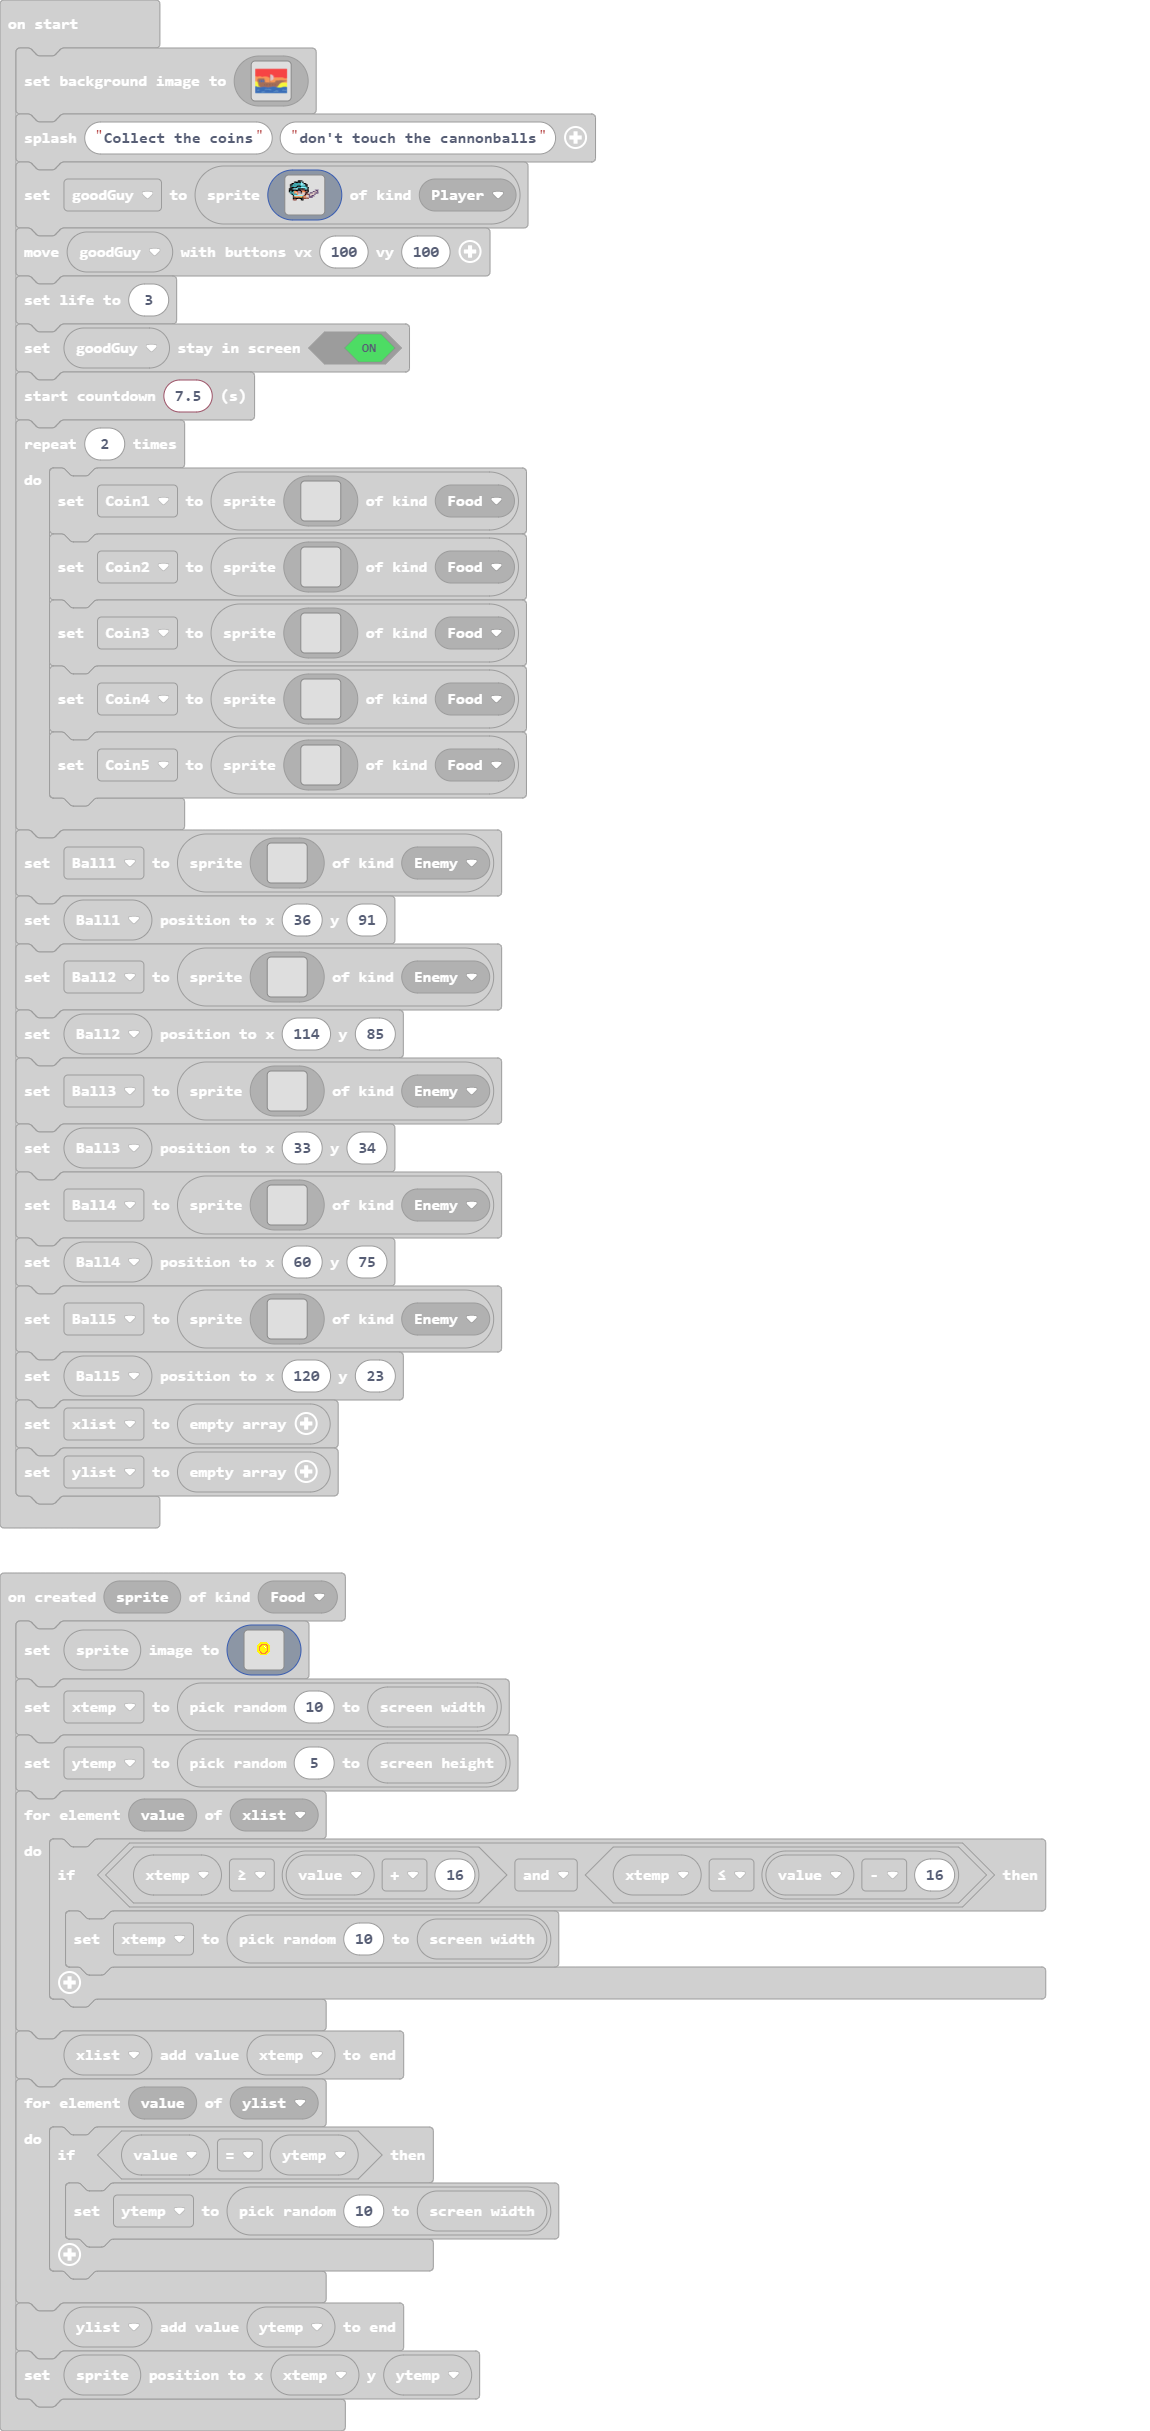 on start
set background image to
splash "Collect the coins" "don't touch the cannonballs"
set goodGuy to sprite of kind Player
move goodGuy with buttons vx 100 vy 100
set life to 3
set goodGuy stay in screen ON
start countdown 7.5 (s)
repeat 2 times
do
set Coin1 to sprite of kind Food
set Coin2 to sprite of kind Food
set Coin3 to sprite of kind Food
set Coin4 to sprite of kind Food
set Coin5 to sprite of kind Food
set Ball1 to sprite of kind Enemy
set Ball1 position to x 36 y 91
set Ball2 to sprite of kind Enemy
set Ball2 position to x 114 y 85
set Ball3 to sprite of kind Enemy
set Ball3 position to x 33 y 34
set Ball4 to sprite of kind Enemy
set Ball4 position to x 60 y 75
set Ball5 to sprite of kind Enemy
set Ball5 position to x 120 y 23
set xlist to empty array
set ylist to empty array
on created sprite of kind Food
set sprite image to
set xtemp to pick random 10 to screen width
set ytemp to pick random 5 to screen height
for element value of xlist
do
if xtemp ≥ value + 16 and xtemp ≤ value - 16 then
set xtemp to pick random 10 to screen width
xlist add value xtemp to end
for element value of ylist
do
if value = ytemp then
set ytemp to pick random 10 to screen width
ylist add value ytemp to end
set sprite position to x xtemp y ytemp